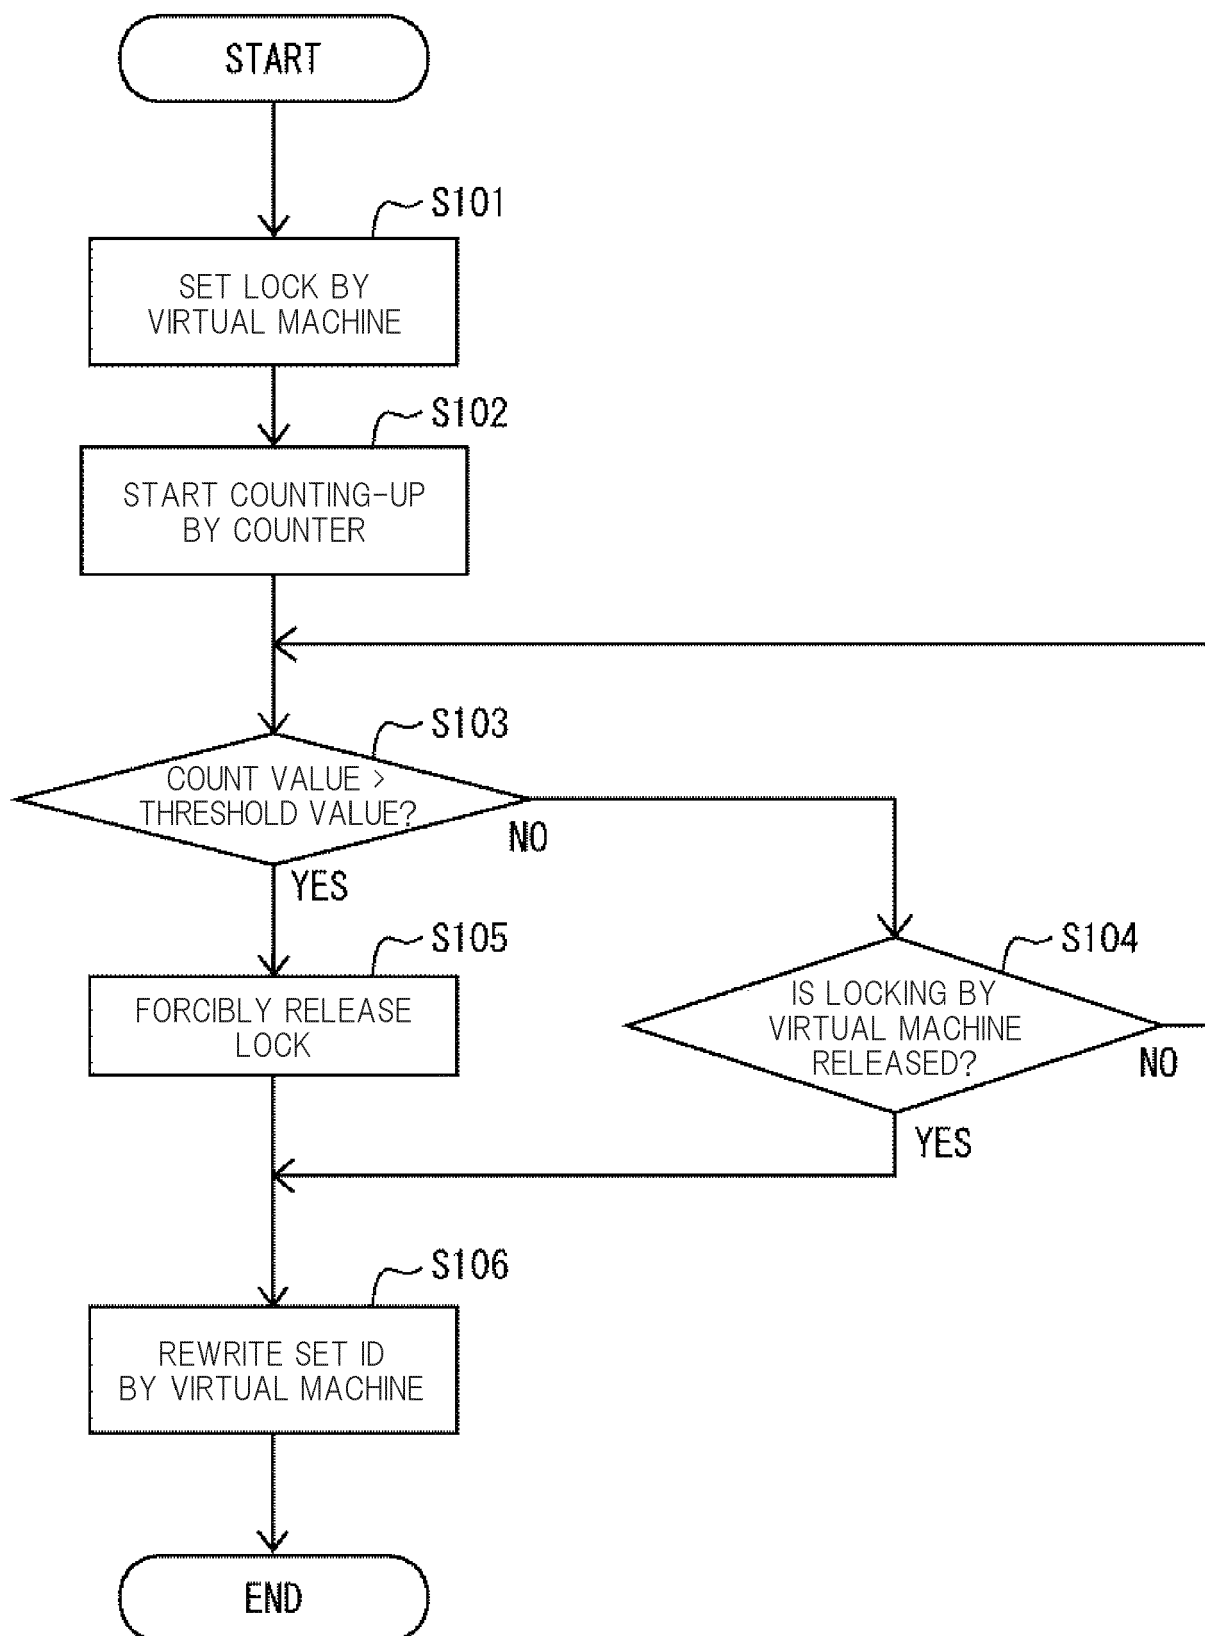 START
S101
SET LOCK BY
VIRTUAL MACHINE
S102
START COUNTING-UP
BY COUNTER
S103
COUNT VALUE >
THRESHOLD VALUE?
NO
YES
S105
FORCIBLY RELEASE
LOCK
S104
IS LOCKING BY
VIRTUAL MACHINE
RELEASED?
NO
YES
S106
REWRITE SET ID
BY VIRTUAL MACHINE
END